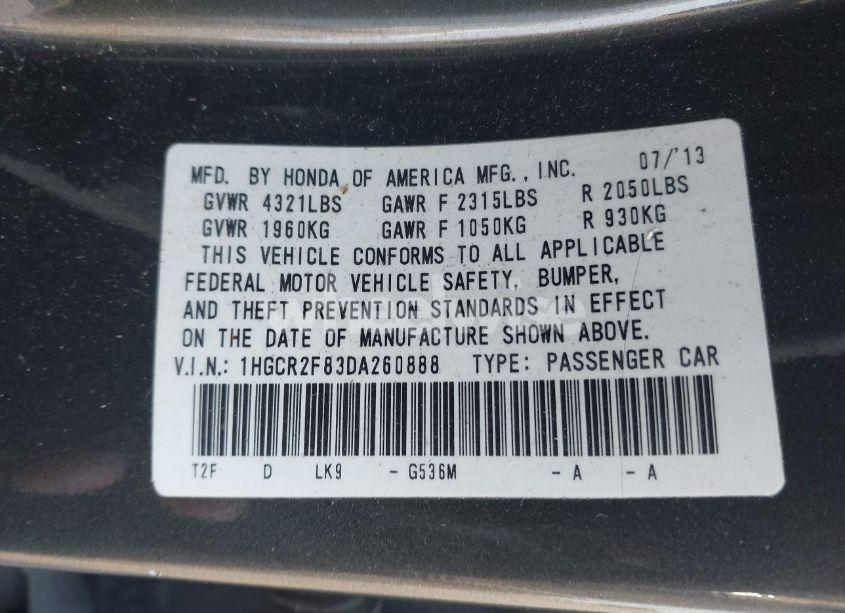 MFD. BY HONDA OF AMERICA MFG., INC. 07/'13
GVWR 4321LBS GAWR F 2315LBS R 2050LBS
GVWR 1960KG GAWR F 1050KG R 930KG
THIS VEHICLE CONFORMS TO ALL APPLICABLE
FEDERAL MOTOR VEHICLE SAFETY, BUMPER,
AND THEFT PREVENTION STANDARDS IN EFFECT
ON THE DATE OF MANUFACTURE SHOWN ABOVE.
V.I.N.: 1HGCR2F83DA260888 TYPE: PASSENGER CAR
T2F D LK9 - G536M - A - A